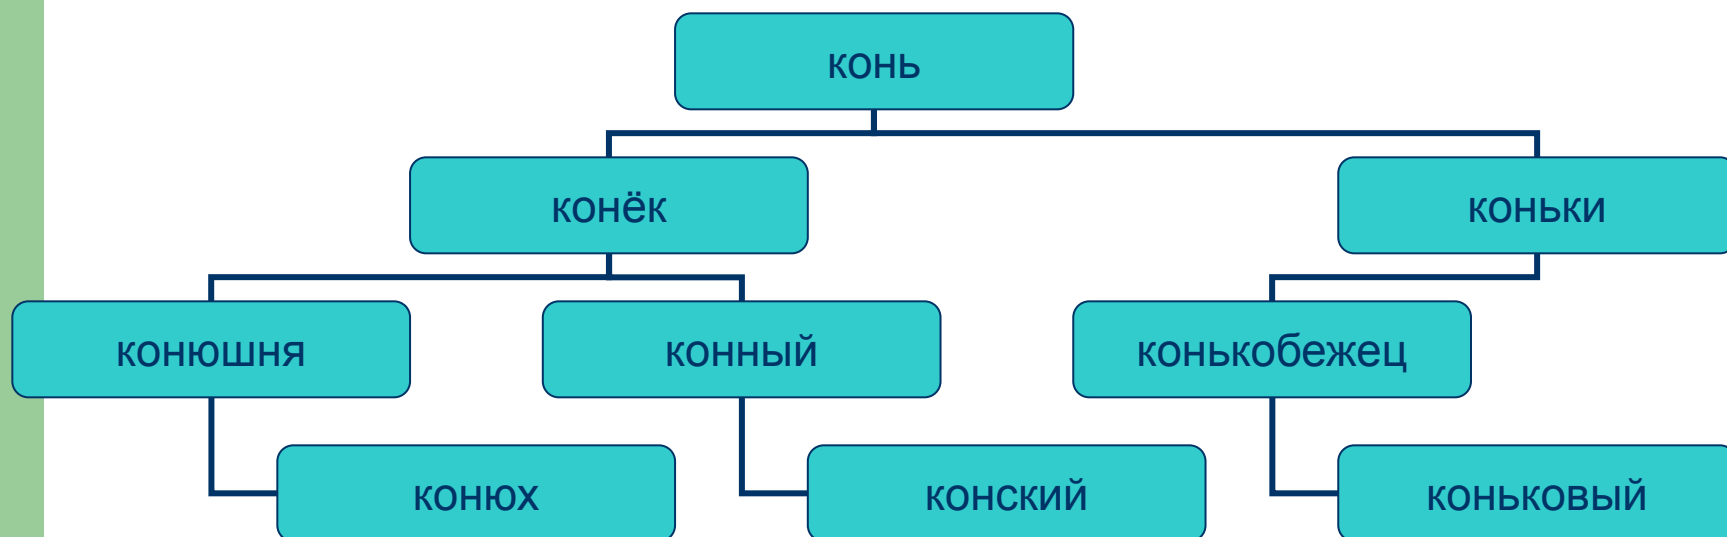 конь
конёк
коньки
конюшня
конный
конькобежец
конюх
конский
коньковый